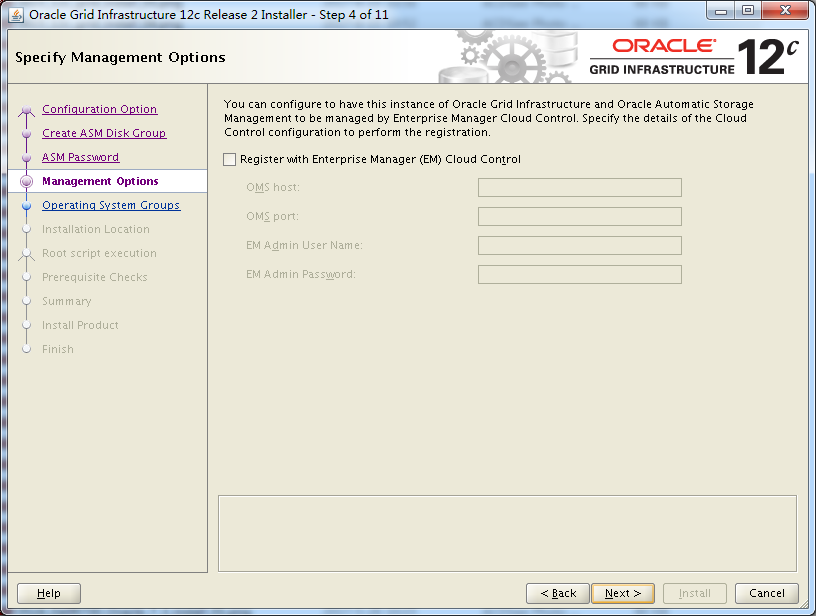 Oracle Grid Infrastructure 12c Release 2 Installer - Step 4 of 11
Specify Management Options
ORACLE
GRID INFRASTRUCTURE
12c
Configuration Option
Create ASM Disk Group
ASM Password
Management Options
Operating System Groups
Installation Location
Root script execution
Prerequisite Checks
Summary
Install Product
Finish
You can configure to have this instance of Oracle Grid Infrastructure and Oracle Automatic Storage
Management to be managed by Enterprise Manager Cloud Control. Specify the details of the Cloud
Control configuration to perform the registration.
Register with Enterprise Manager (EM) Cloud Control
OMS host:
OMS port:
EM Admin User Name:
EM Admin Password:
Help
< Back
Next >
Install
Cancel